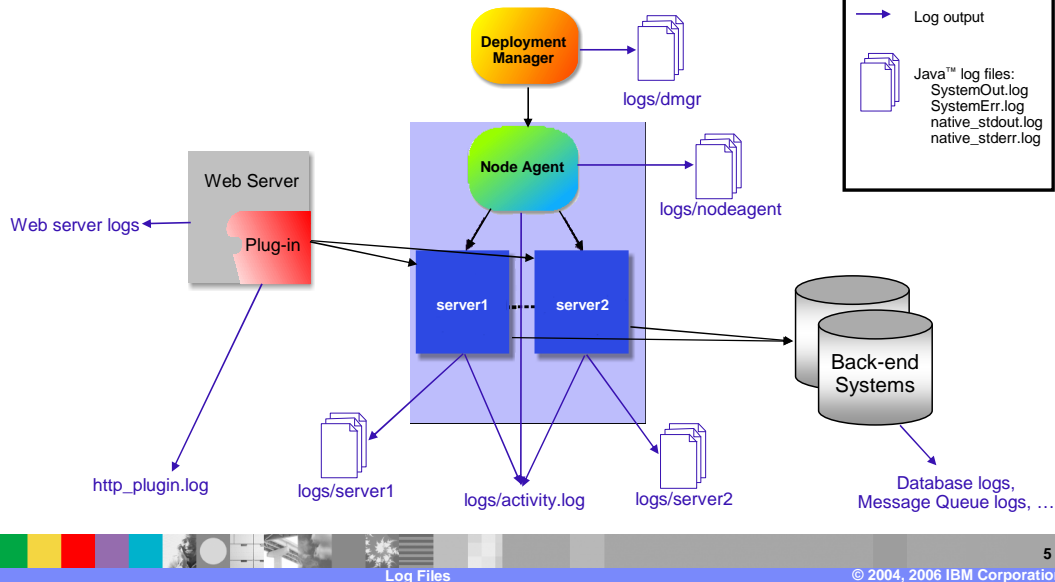 Log output
Deployment
Manager
Java™ log files:
SystemOut.log
SystemErr.log
native_stdout.log
native_stderr.log
logs/dmgr
Node Agent
Web Server
logs/nodeagent
Web server logs
Plug-in
server1
server2
Back-end
Systems
http_plugin.log
logs/server1
logs/activity.log
logs/server2
Database logs,
Message Queue logs, …
5
Log Files
© 2004, 2006 IBM Corporatio